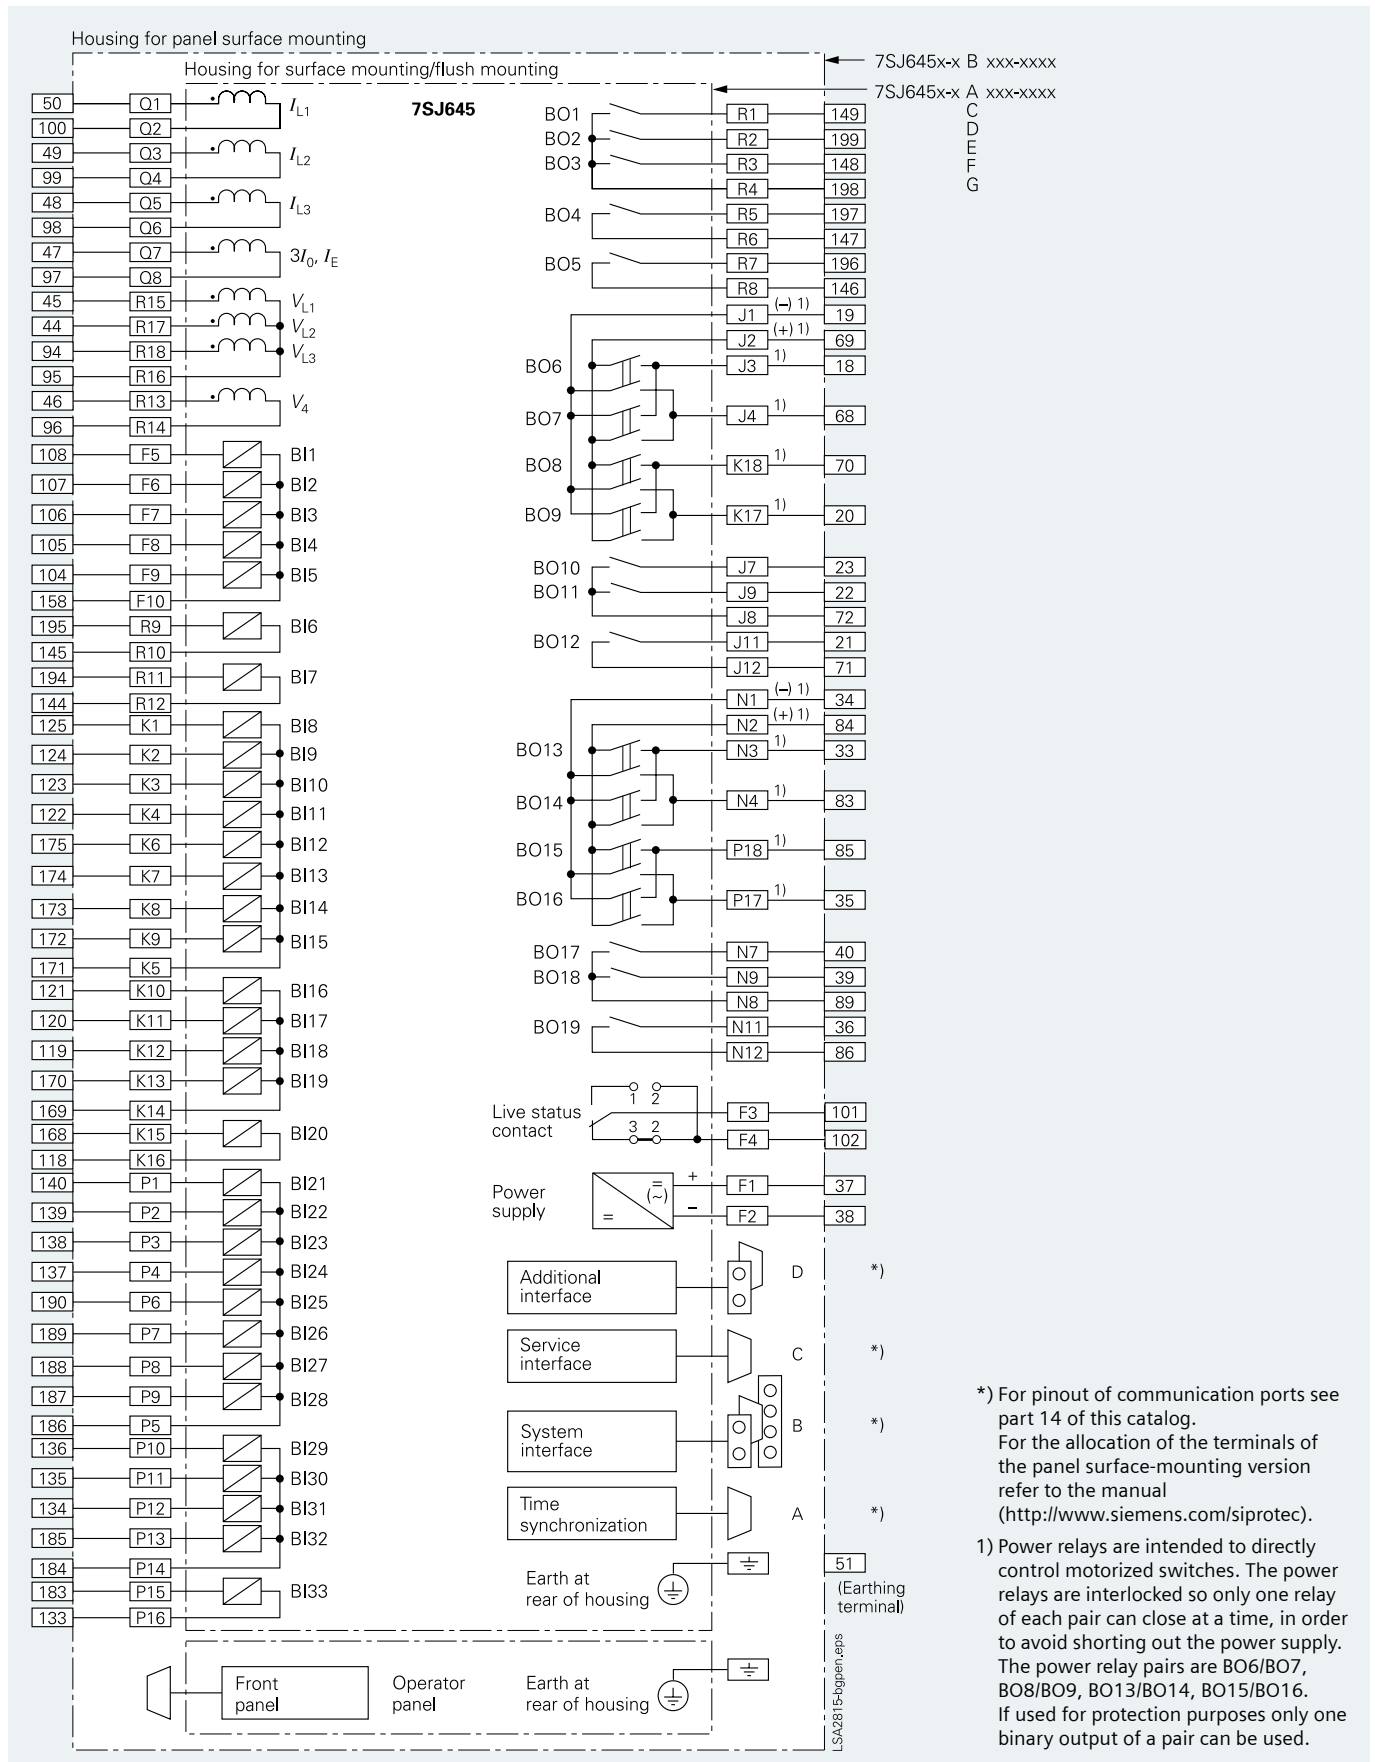 Housing for panel surface mounting
Housing for surface mounting/flush mounting
7SJ645x-x B xxx-xxxx
7SJ645x-x A xxx-xxxx
C
D
E
F
G
7SJ645
50 Q1 IL1
100 Q2
49 Q3 IL2
99 Q4
48 Q5 IL3
98 Q6
47 Q7 3I0, IE
97 Q8
45 R15 VL1
44 R17 VL2
94 R18 VL3
95 R16
46 R13 V4
96 R14
108 F5 BI1
107 F6 BI2
106 F7 BI3
105 F8 BI4
104 F9 BI5
158 F10
195 R9 BI6
145 R10
194 R11 BI7
144 R12
125 K1 BI8
124 K2 BI9
123 K3 BI10
122 K4 BI11
175 K6 BI12
174 K7 BI13
173 K8 BI14
172 K9 BI15
171 K5
121 K10 BI16
120 K11 BI17
119 K12 BI18
170 K13 BI19
169 K14
168 K15 BI20
118 K16
140 P1 BI21
139 P2 BI22
138 P3 BI23
137 P4 BI24
190 P6 BI25
189 P7 BI26
188 P8 BI27
187 P9 BI28
186 P5
136 P10 BI29
135 P11 BI30
134 P12 BI31
185 P13 BI32
184 P14
183 P15 BI33
133 P16
BO1 R1 149
BO2 R2 199
BO3 R3 148
R4 198
BO4 R5 197
R6 147
BO5 R7 196
R8 146
J1 (–) 1) 19
J2 (+) 1) 69
BO6 J3 1) 18
BO7 J4 1) 68
BO8 K18 1) 70
BO9 K17 1) 20
BO10 J7 23
BO11 J9 22
J8 72
BO12 J11 21
J12 71
N1 (–) 1) 34
N2 (+) 1) 84
BO13 N3 1) 33
BO14 N4 1) 83
BO15 P18 1) 85
BO16 P17 1) 35
BO17 N7 40
BO18 N9 39
N8 89
BO19 N11 36
N12 86
1 2
Live status contact F3 101
3 2
F4 102
Power supply = (~) = + F1 37
– F2 38
Additional interface D *)
Service interface C *)
System interface B *)
Time synchronization A *)
Earth at rear of housing 51
(Earthing terminal)
Front panel
Operator panel
Earth at rear of housing
LSA2815-bgpen.eps
*) For pinout of communication ports see
part 14 of this catalog.
For the allocation of the terminals of
the panel surface-mounting version
refer to the manual
(http://www.siemens.com/siprotec).
1) Power relays are intended to directly
control motorized switches. The power
relays are interlocked so only one relay
of each pair can close at a time, in order
to avoid shorting out the power supply.
The power relay pairs are BO6/BO7,
BO8/BO9, BO13/BO14, BO15/BO16.
If used for protection purposes only one
binary output of a pair can be used.